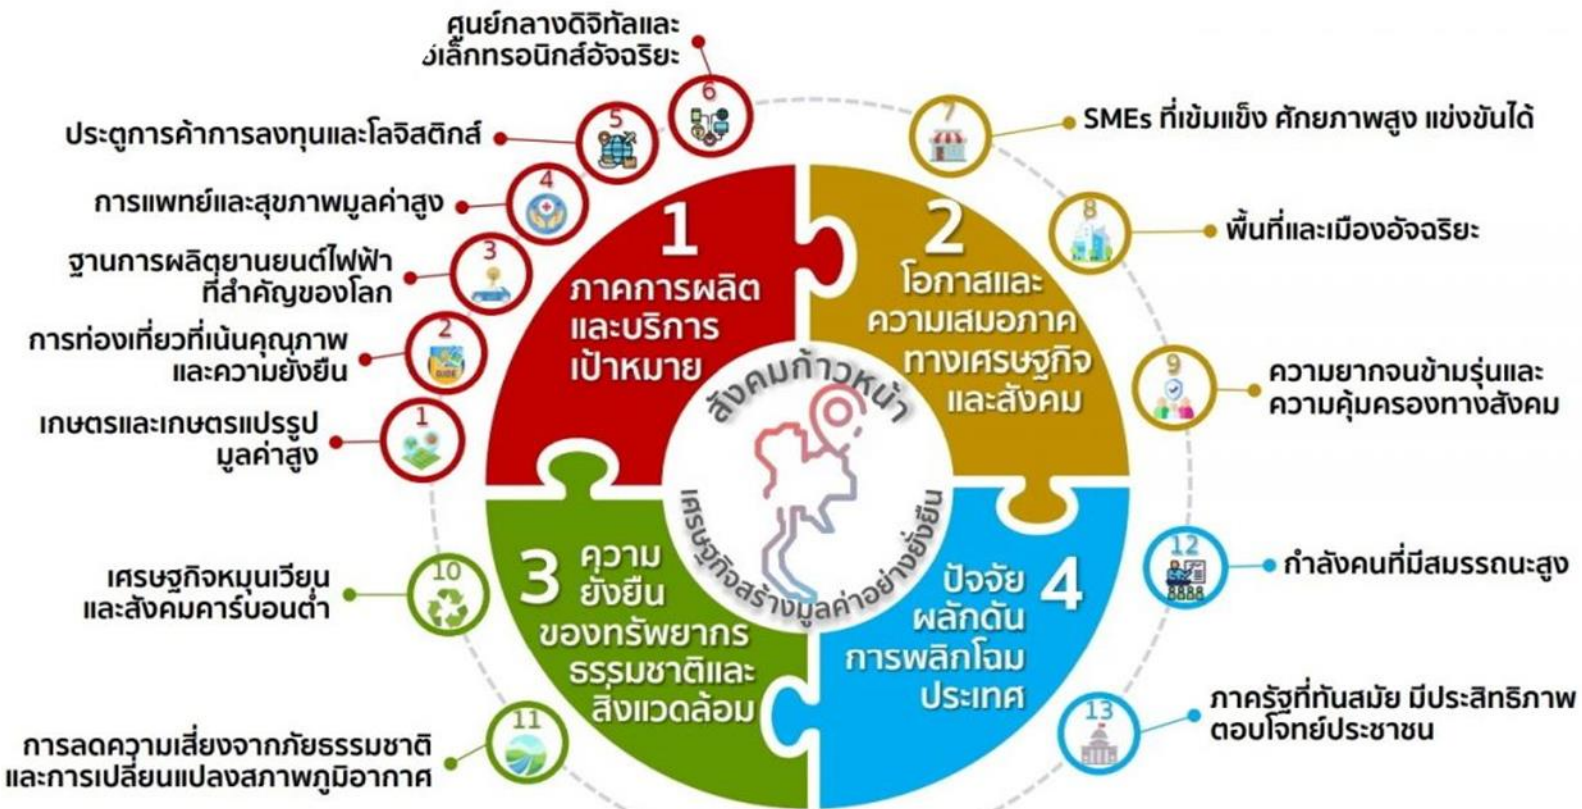 ศูนย์กลางดิจิทัลและ
อิเล็กทรอนิกส์อัจฉริยะ
6
5
ประตูการค้าการลงทุนและโลจิสติกส์
4
การแพทย์และสุขภาพมูลค่าสูง
3
ฐานการผลิตยานยนต์ไฟฟ้า
ที่สำคัญของโลก
2
การท่องเที่ยวที่เน้นคุณภาพ
และความยั่งยืน
GUIDE
1
เกษตรและเกษตรแปรรูป
มูลค่าสูง
1
ภาคการผลิต
และบริการ
เป้าหมาย
7
SMEs ที่เข้มแข็ง ศักยภาพสูง แข่งขันได้
8
พื้นที่และเมืองอัจฉริยะ
9
ความยากจนข้ามรุ่นและ
ความคุ้มครองทางสังคม
2
โอกาสและ
ความเสมอภาค
ทางเศรษฐกิจ
และสังคม
สังคมก้าวหน้า
เศรษฐกิจสร้างมูลค่าอย่างยั่งยืน
3
ความ
ยั่งยืน
ของทรัพยากร
ธรรมชาติและ
สิ่งแวดล้อม
10
เศรษฐกิจหมุนเวียน
และสังคมคาร์บอนต่ำ
11
การลดความเสี่ยงจากภัยธรรมชาติ
และการเปลี่ยนแปลงสภาพภูมิอากาศ
4
ปัจจัย
ผลักดัน
การพลิกโฉม
ประเทศ
12
กำลังคนที่มีสมรรถนะสูง
13
ภาครัฐที่ทันสมัย มีประสิทธิภาพ
ตอบโจทย์ประชาชน